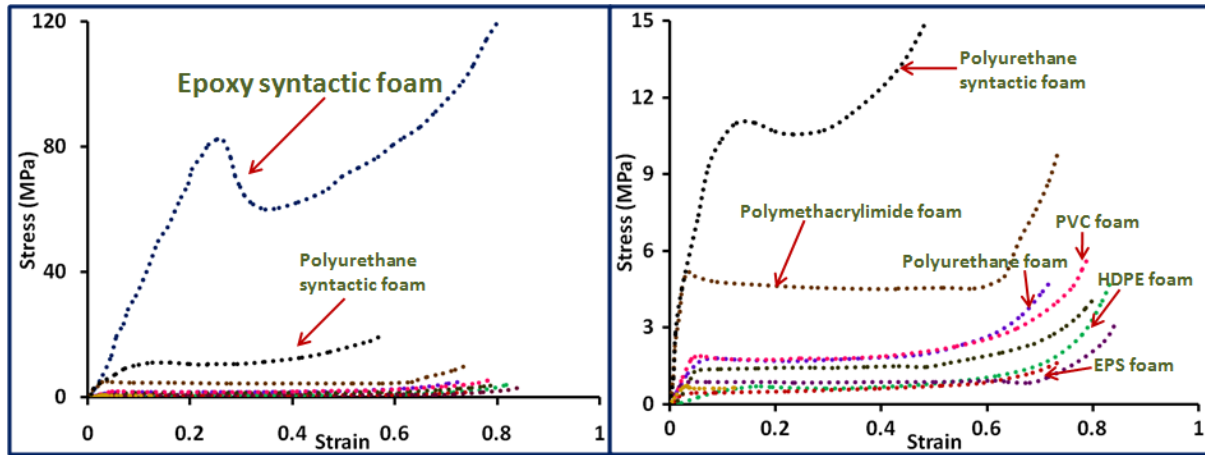 120
80
40
0
Stress (MPa)
Epoxy syntactic foam
Polyurethane
syntactic foam
0
0.2
0.4
0.6
0.8
1
Strain
15
12
9
6
3
0
Stress (MPa)
Polyurethane
syntactic foam
Polymethacrylimide foam
PVC foam
Polyurethane foam
HDPE foam
EPS foam
0
0.2
0.4
0.6
0.8
1
Strain